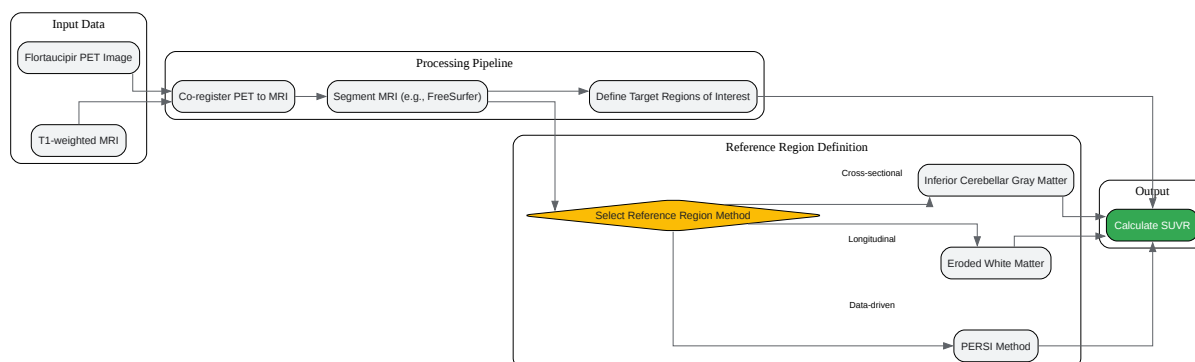 Input Data
Flortaucipir PET Image
T1-weighted MRI
Processing Pipeline
Co-register PET to MRI
Segment MRI (e.g., FreeSurfer)
Define Target Regions of Interest
Reference Region Definition
Select Reference Region Method
Cross-sectional
Inferior Cerebellar Gray Matter
Longitudinal
Eroded White Matter
Data-driven
PERSI Method
Output
Calculate SUVR